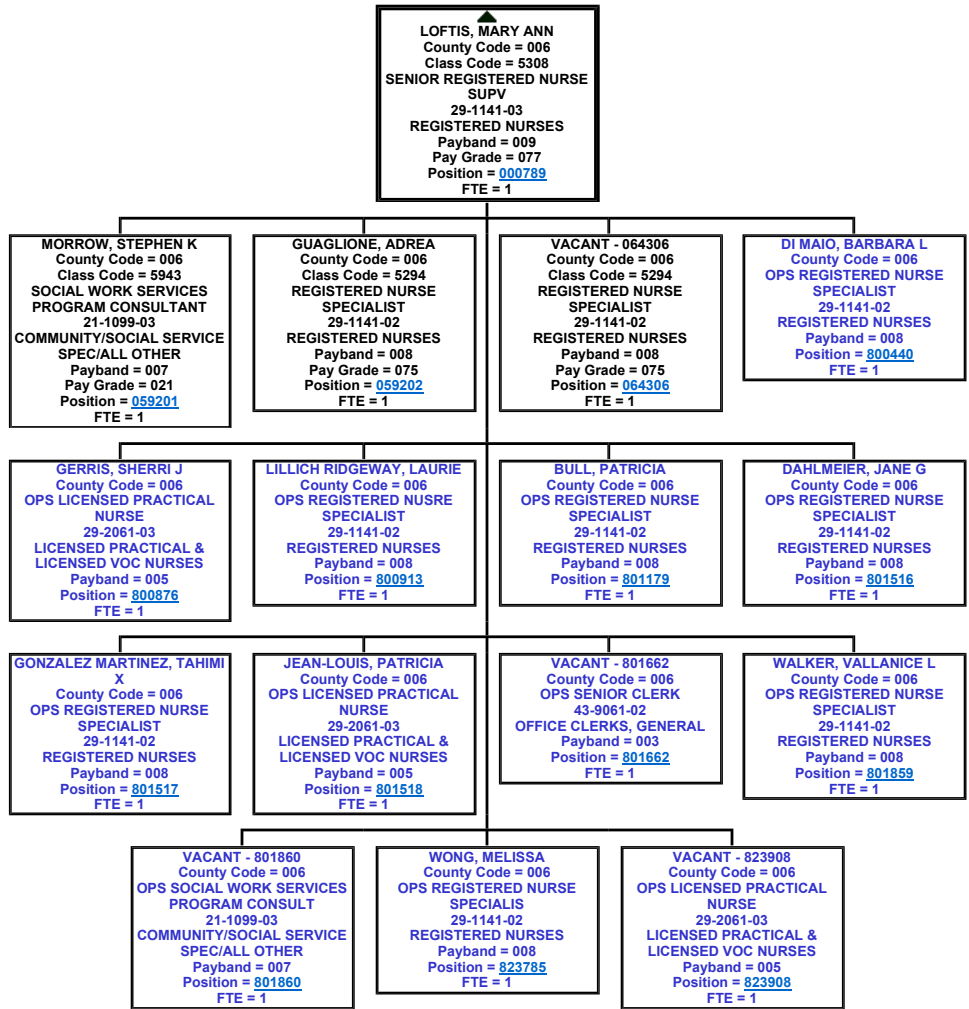 LOFTIS, MARY ANN
County Code = 006
Class Code = 5308
SENIOR REGISTERED NURSE
SUPV
29-1141-03
REGISTERED NURSES
Payband = 009
Pay Grade = 077
Position = 000789
FTE = 1
MORROW, STEPHEN K
County Code = 006
Class Code = 5943
SOCIAL WORK SERVICES
PROGRAM CONSULTANT
21-1099-03
COMMUNITY/SOCIAL SERVICE
SPEC/ALL OTHER
Payband = 007
Pay Grade = 021
Position = 059201
FTE = 1
GUAGLIONE, ADREA
County Code = 006
Class Code = 5294
REGISTERED NURSE
SPECIALIST
29-1141-02
REGISTERED NURSES
Payband = 008
Pay Grade = 075
Position = 059202
FTE = 1
VACANT - 064306
County Code = 006
Class Code = 5294
REGISTERED NURSE
SPECIALIST
29-1141-02
REGISTERED NURSES
Payband = 008
Pay Grade = 075
Position = 064306
FTE = 1
DI MAIO, BARBARA L
County Code = 006
OPS REGISTERED NURSE
SPECIALIST
29-1141-02
REGISTERED NURSES
Payband = 008
Position = 800440
FTE = 1
GERRIS, SHERRI J
County Code = 006
OPS LICENSED PRACTICAL
NURSE
29-2061-03
LICENSED PRACTICAL &
LICENSED VOC NURSES
Payband = 005
Position = 800876
FTE = 1
LILLICH RIDGEWAY, LAURIE
County Code = 006
OPS REGISTERED NUSRE
SPECIALIST
29-1141-02
REGISTERED NURSES
Payband = 008
Position = 800913
FTE = 1
BULL, PATRICIA
County Code = 006
OPS REGISTERED NURSE
SPECIALIST
29-1141-02
REGISTERED NURSES
Payband = 008
Position = 801179
FTE = 1
DAHLMEIER, JANE G
County Code = 006
OPS REGISTERED NURSE
SPECIALIST
29-1141-02
REGISTERED NURSES
Payband = 008
Position = 801516
FTE = 1
GONZALEZ MARTINEZ, TAHIMI
X
County Code = 006
OPS REGISTERED NURSE
SPECIALIST
29-1141-02
REGISTERED NURSES
Payband = 008
Position = 801517
FTE = 1
JEAN-LOUIS, PATRICIA
County Code = 006
OPS LICENSED PRACTICAL
NURSE
29-2061-03
LICENSED PRACTICAL &
LICENSED VOC NURSES
Payband = 005
Position = 801518
FTE = 1
VACANT - 801662
County Code = 006
OPS SENIOR CLERK
43-9061-02
OFFICE CLERKS, GENERAL
Payband = 003
Position = 801662
FTE = 1
WALKER, VALLANICE L
County Code = 006
OPS REGISTERED NURSE
SPECIALIST
29-1141-02
REGISTERED NURSES
Payband = 008
Position = 801859
FTE = 1
VACANT - 801860
County Code = 006
OPS SOCIAL WORK SERVICES
PROGRAM CONSULT
21-1099-03
COMMUNITY/SOCIAL SERVICE
SPEC/ALL OTHER
Payband = 007
Position = 801860
FTE = 1
WONG, MELISSA
County Code = 006
OPS REGISTERED NURSE
SPECIALIS
29-1141-02
REGISTERED NURSES
Payband = 008
Position = 823785
FTE = 1
VACANT - 823908
County Code = 006
OPS LICENSED PRACTICAL
NURSE
29-2061-03
LICENSED PRACTICAL &
LICENSED VOC NURSES
Payband = 005
Position = 823908
FTE = 1